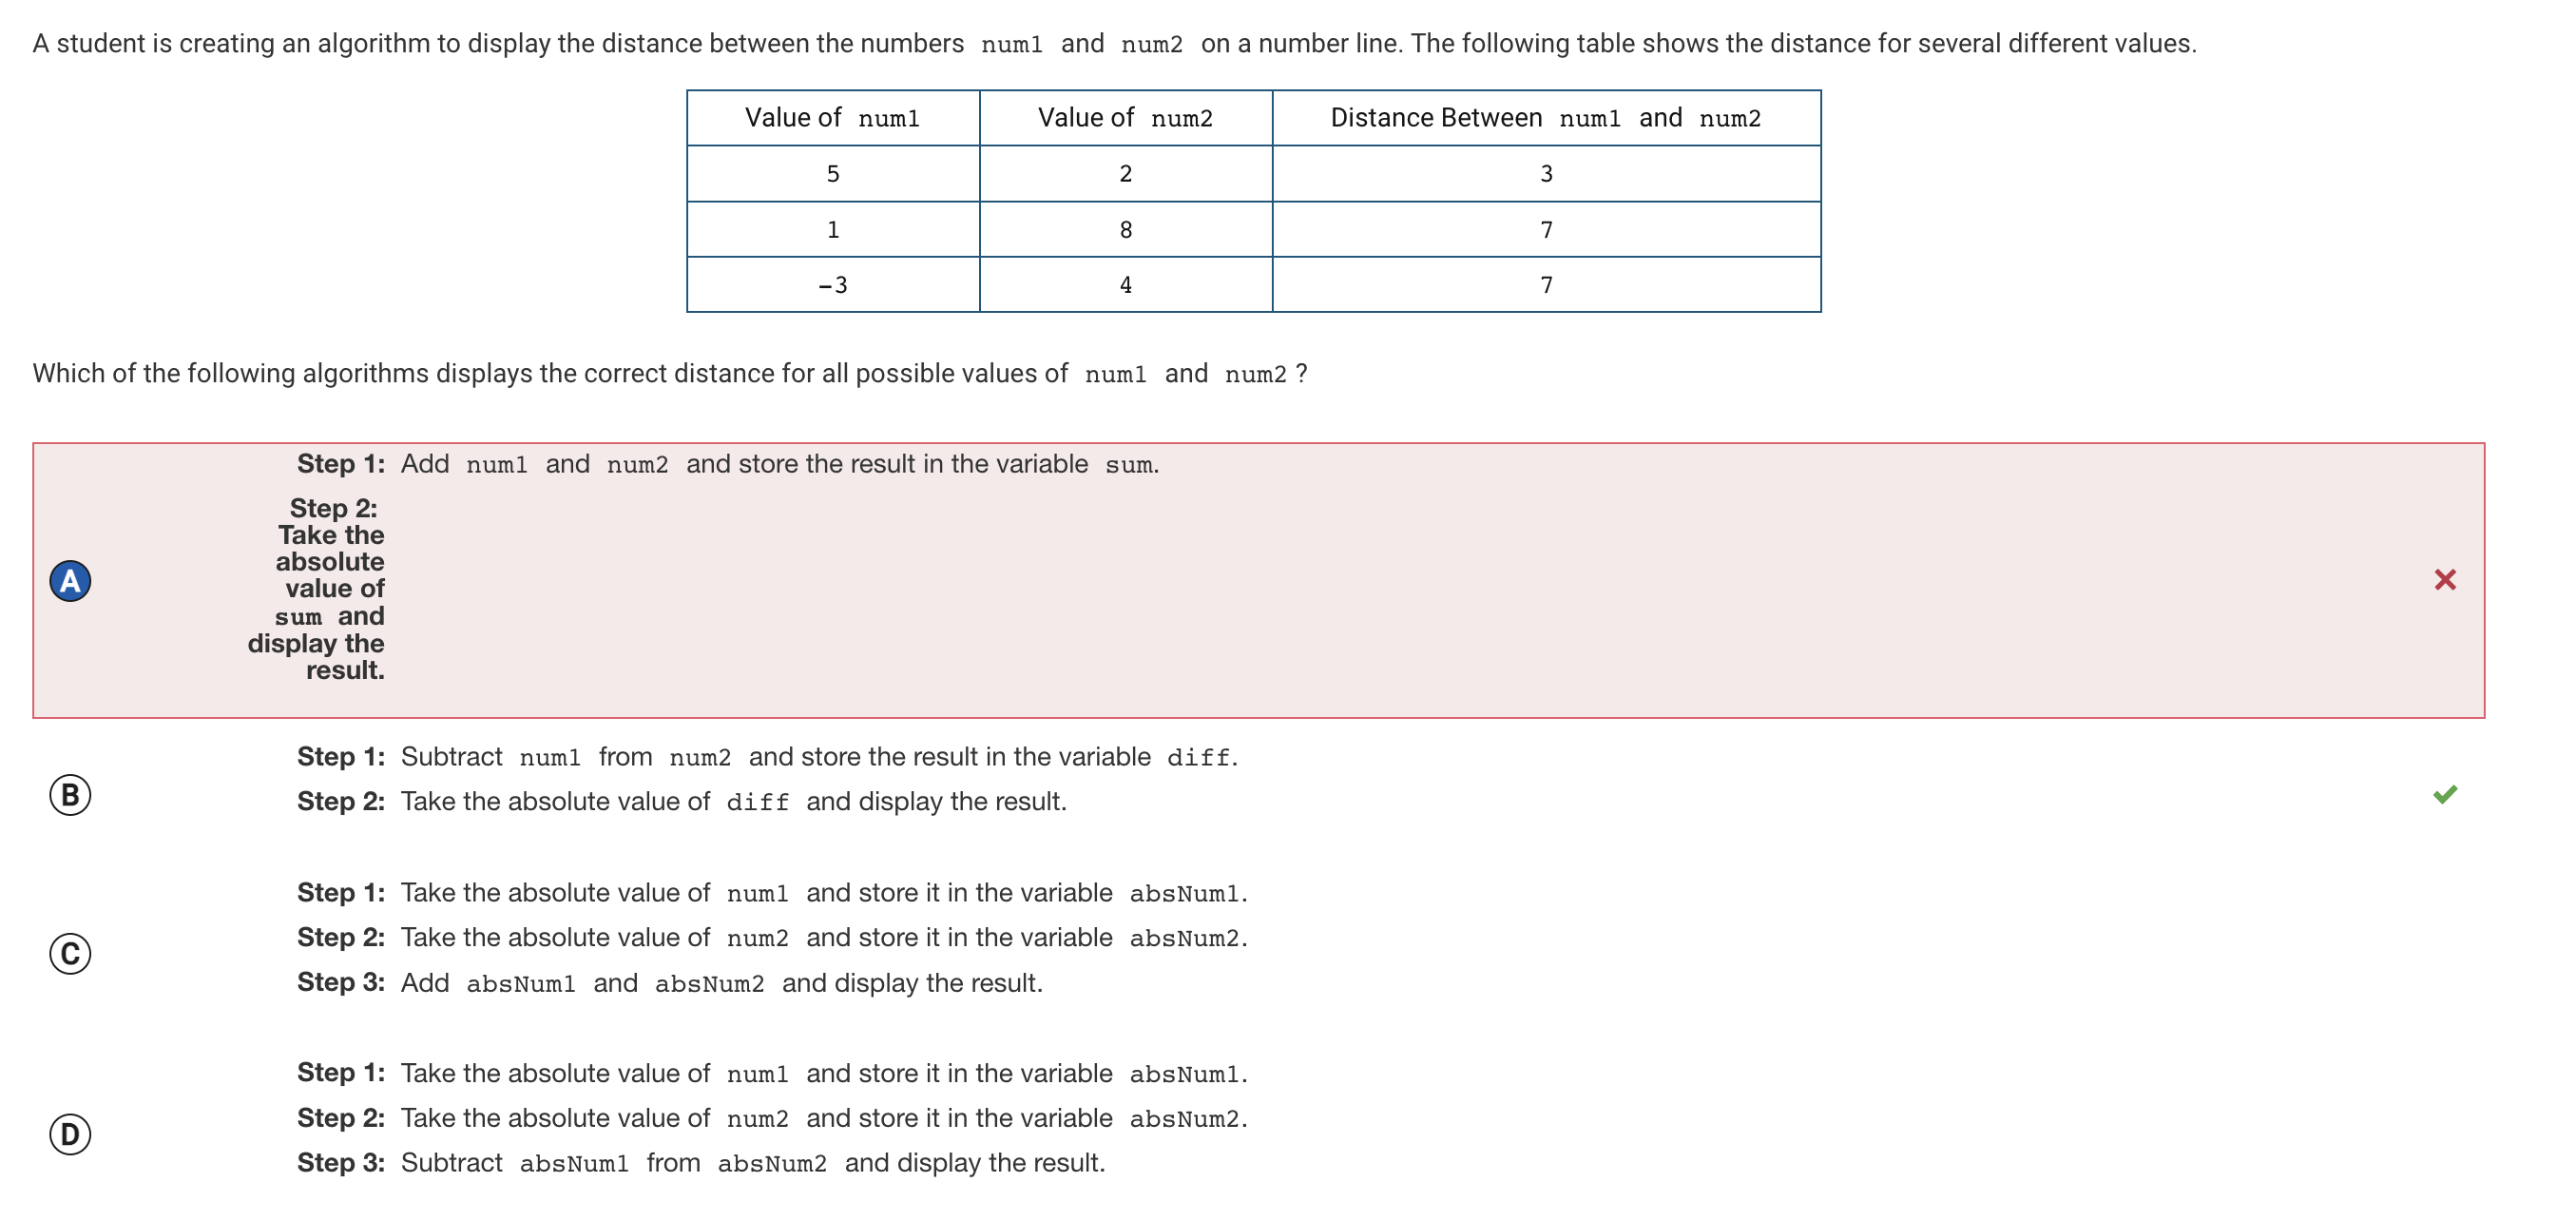 A student is creating an algorithm to display the distance between the numbers num1 and num2 on a number line. The following table shows the distance for several different values.
Value of num1 Value of num2 Distance Between num1 and num2
5 2 3
1 8 7
−3 4 7
Which of the following algorithms displays the correct distance for all possible values of num1 and num2 ?
A
Step 1: Add num1 and num2 and store the result in the variable sum.
Step 2:
Take the
absolute
value of
sum and
display the
result.
B
Step 1: Subtract num1 from num2 and store the result in the variable diff.
Step 2: Take the absolute value of diff and display the result.
C
Step 1: Take the absolute value of num1 and store it in the variable absNum1.
Step 2: Take the absolute value of num2 and store it in the variable absNum2.
Step 3: Add absNum1 and absNum2 and display the result.
D
Step 1: Take the absolute value of num1 and store it in the variable absNum1.
Step 2: Take the absolute value of num2 and store it in the variable absNum2.
Step 3: Subtract absNum1 from absNum2 and display the result.